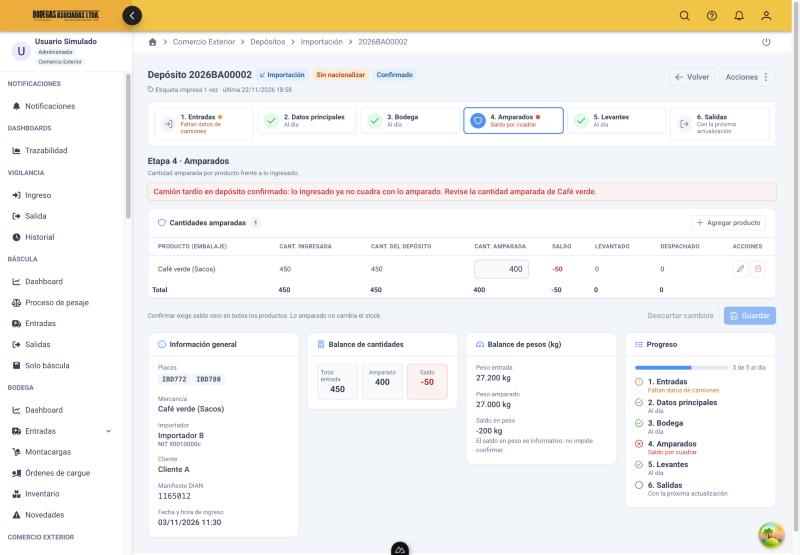 BODEGAS ASOCIADAS LTDA.
U
Usuario Simulado
Administrador
Comercio Exterior
NOTIFICACIONES
Notificaciones
DASHBOARDS
Trazabilidad
VIGILANCIA
Ingreso
Salida
Historial
BÁSCULA
Dashboard
Proceso de pesaje
Entradas
Salidas
Solo báscula
BODEGA
Dashboard
Entradas
Montacargas
Órdenes de cargue
Inventario
Novedades
COMERCIO EXTERIOR
Comercio Exterior > Depósitos > Importación > 2026BA00002
Depósito 2026BA00002 Importación Sin nacionalizar Confirmado
Etiqueta impresa 1 vez · última 22/11/2026 18:58
Volver
Acciones
1. Entradas
Faltan datos de camiones
2. Datos principales
Al día
3. Bodega
Al día
4. Amparados
Saldo por cuadrar
5. Levantes
Al día
6. Salidas
Con la próxima actualización
Etapa 4 · Amparados
Cantidad amparada por producto frente a lo ingresado.
Camión tardío en depósito confirmado: lo ingresado ya no cuadra con lo amparado. Revise la cantidad amparada de Café verde.
Cantidades amparadas 1
Agregar producto
PRODUCTO (EMBALAJE) CANT. INGRESADA CANT. DEL DEPÓSITO CANT. AMPARADA SALDO LEVANTADO DESPACHADO ACCIONES
Café verde (Sacos) 450 450 400 -50 0 0
Total 450 450 400 -50 0 0
Confirmar exige saldo cero en todos los productos. Lo amparado no cambia el stock.
Descartar cambios
Guardar
Información general
Placas
IBD772 IBD780
Mercancía
Café verde (Sacos)
Importador
Importador B
NIT 90010000c
Cliente
Cliente A
Manifiesto DIAN
1165012
Fecha y hora de ingreso
03/11/2026 11:30
Balance de cantidades
Total entrada
450
Amparado
400
Saldo
-50
Balance de pesos (kg)
Peso entrada
27.200 kg
Peso amparado
27.000 kg
Saldo en peso
-200 kg
El saldo en peso es informativo: no impide
confirmar.
Progreso
3 de 5 al día
1. Entradas
Faltan datos de camiones
2. Datos principales
Al día
3. Bodega
Al día
4. Amparados
Saldo por cuadrar
5. Levantes
Al día
6. Salidas
Con la próxima actualización